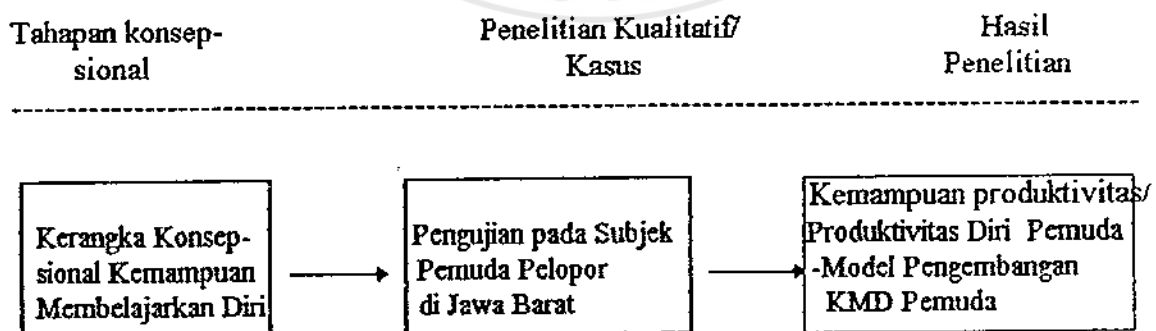 Tahapan konsep-
sional
Penelitian Kualitatif/
Kasus
Hasil
Penelitian
Kerangka Konsep-
sional Kemampuan
Membelajarkan Diri
Pengujian pada Subjek
Pemuda Pelopor
di Jawa Barat
Kemampuan produktivitas/
Produktivitas Diri Pemuda
-Model Pengembangan
KMD Pemuda